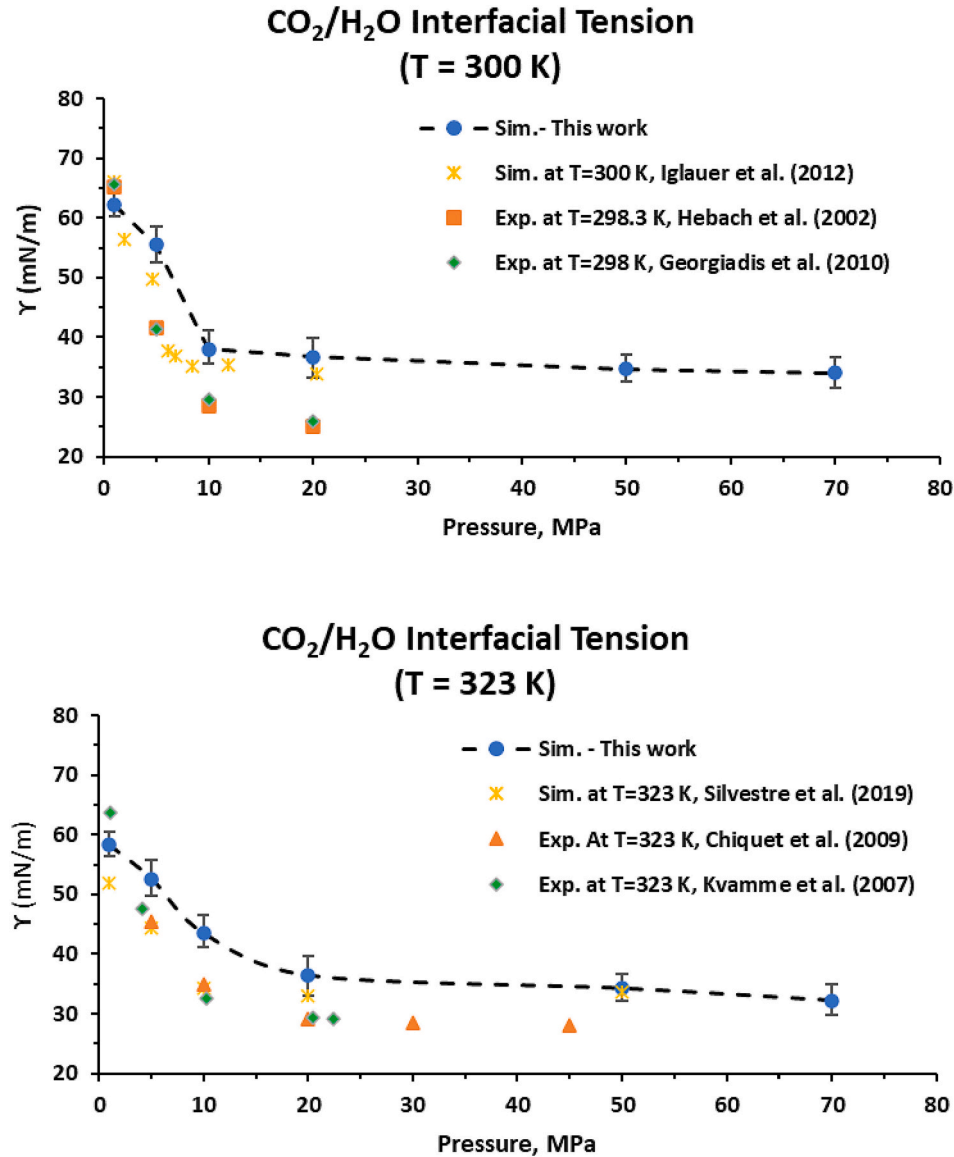 CO₂/H₂O Interfacial Tension
(T = 300 K)
80
70
60
50
40
30
20
ϒ (mN/m)
Sim.- This work
Sim. at T=300 K, Iglauer et al. (2012)
Exp. at T=298.3 K, Hebach et al. (2002)
Exp. at T=298 K, Georgiadis et al. (2010)
0 10 20 30 40 50 60 70 80
Pressure, MPa
CO₂/H₂O Interfacial Tension
(T = 323 K)
80
70
60
50
40
30
20
ϒ (mN/m)
Sim. - This work
Sim. at T=323 K, Silvestre et al. (2019)
Exp. At T=323 K, Chiquet et al. (2009)
Exp. at T=323 K, Kvamme et al. (2007)
0 10 20 30 40 50 60 70 80
Pressure, MPa